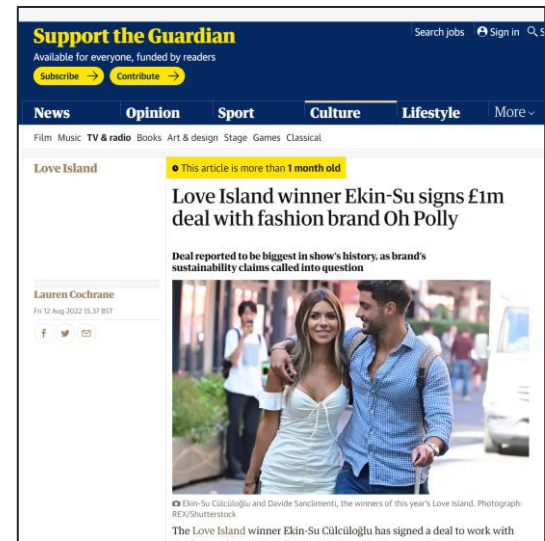 Support the Guardian
Available for everyone, funded by readers
Subscribe → Contribute →
Search jobs Sign in
News Opinion Sport Culture Lifestyle More
Film Music TV & radio Books Art & design Stage Games Classical
Love Island
This article is more than 1 month old
Love Island winner Ekin-Su signs £1m
deal with fashion brand Oh Polly
Deal reported to be biggest in show's history, as brand's
sustainability claims called into question
Lauren Cochrane
Fri 12 Aug 2022 15.37 BST
Ekin-Su Cülcüloğlu and Davide Sanclimenti, the winners of this year's Love Island. Photograph:
REX/Shutterstock
The Love Island winner Ekin-Su Cülcüloğlu has signed a deal to work with